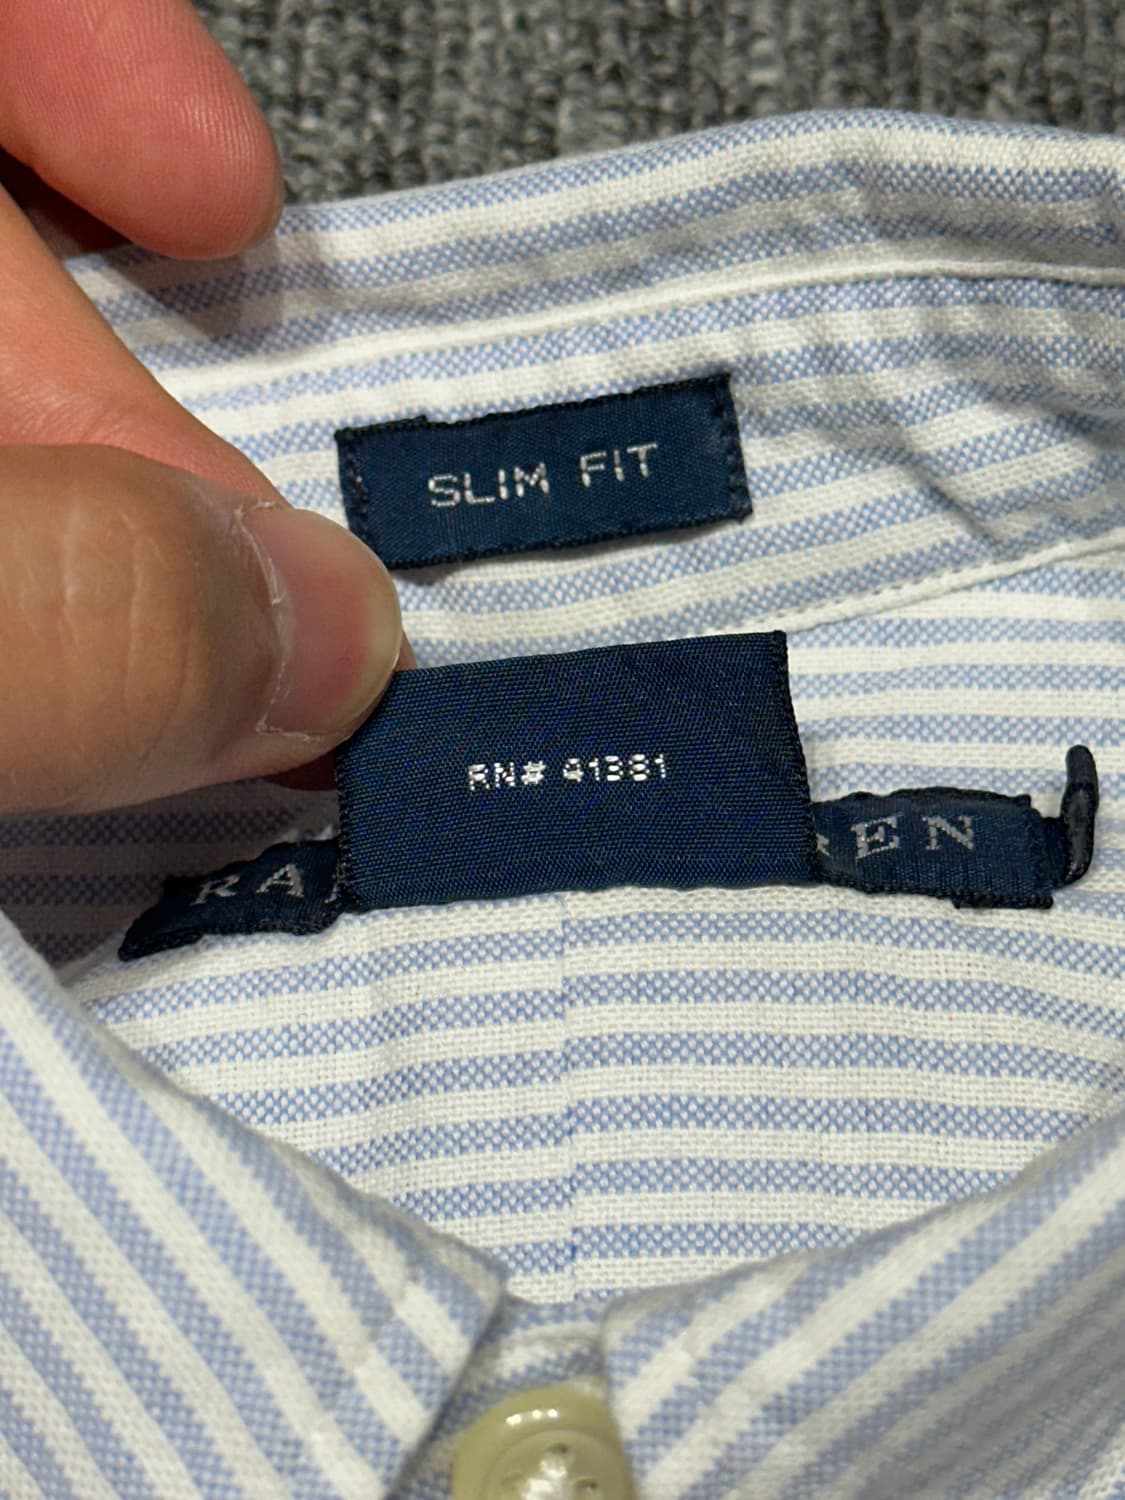 SLIM FIT
RN# 41381
RA
REN